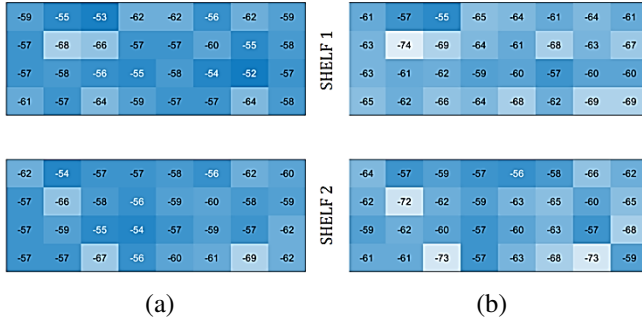 -59 -55 -53 -62 -62 -56 -62 -59
-57 -68 -66 -57 -57 -60 -55 -58
-57 -58 -56 -55 -58 -54 -52 -57
-61 -57 -64 -59 -57 -57 -64 -58
SHELF 1
-61 -57 -55 -65 -64 -61 -64 -61
-63 -74 -69 -64 -61 -68 -63 -67
-63 -61 -62 -59 -60 -57 -60 -60
-65 -62 -66 -64 -68 -62 -69 -69
-62 -54 -57 -57 -58 -56 -62 -60
-57 -66 -58 -56 -59 -60 -58 -59
-57 -59 -55 -54 -57 -59 -57 -62
-57 -57 -67 -56 -60 -61 -69 -62
SHELF 2
-64 -57 -59 -57 -56 -58 -66 -62
-62 -72 -62 -59 -63 -65 -60 -65
-59 -62 -60 -57 -60 -63 -57 -68
-61 -61 -73 -57 -63 -68 -73 -59
(a)
(b)